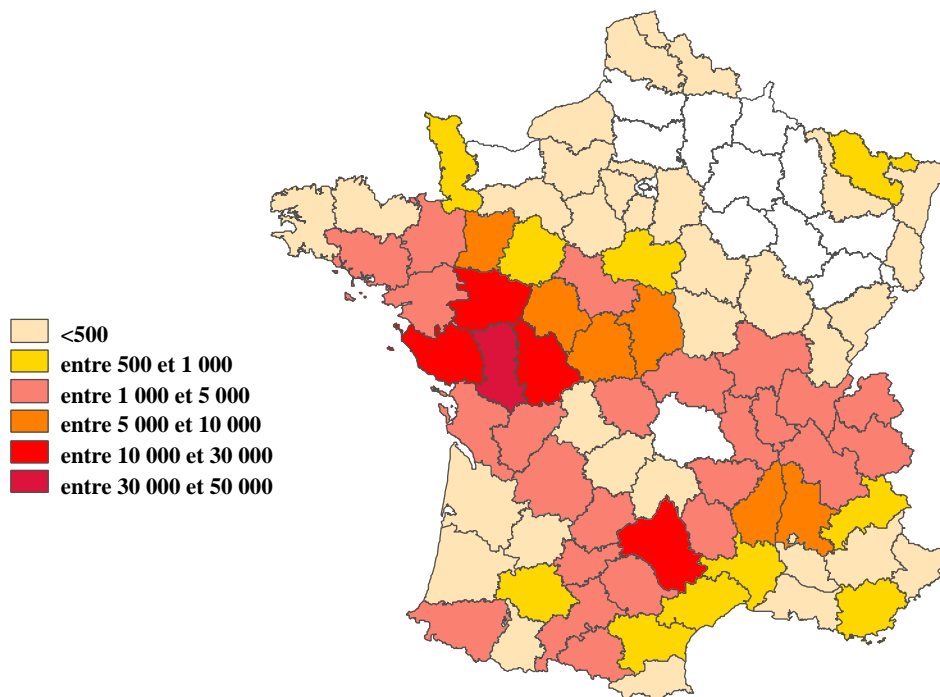 <500
entre 500 et 1 000
entre 1 000 et 5 000
entre 5 000 et 10 000
entre 10 000 et 30 000
entre 30 000 et 50 000